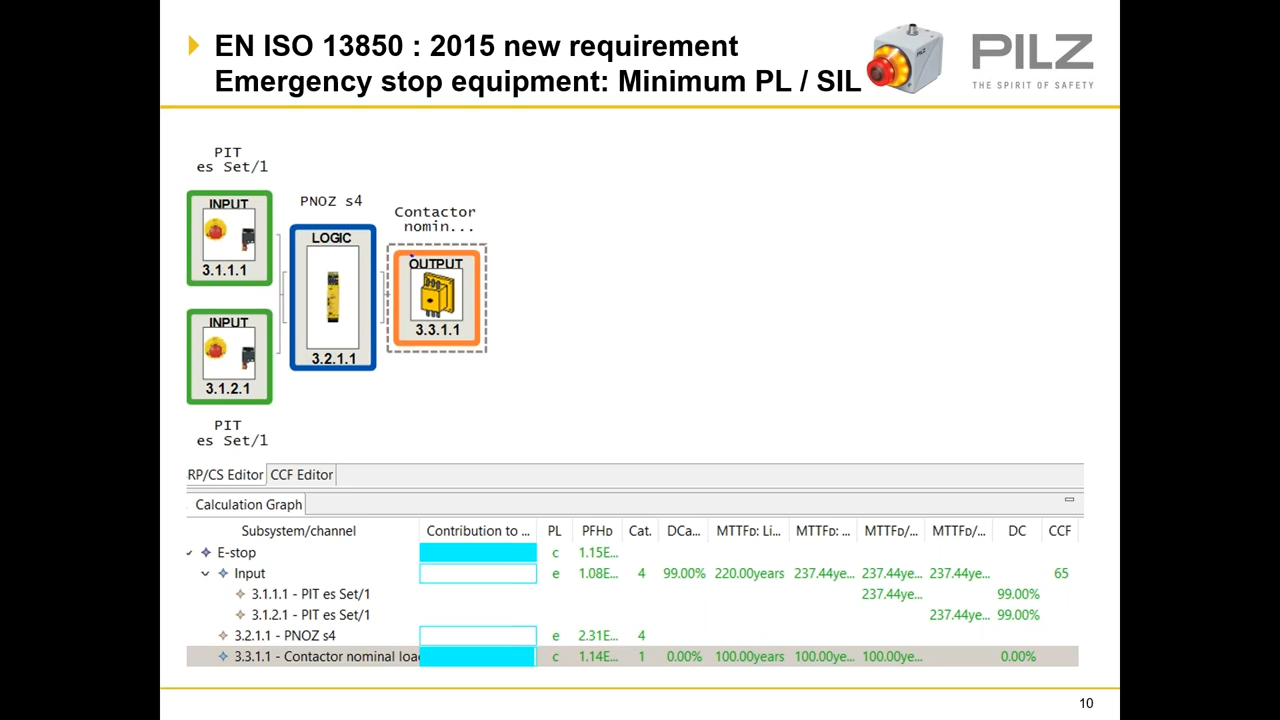 EN ISO 13850 : 2015 new requirement
Emergency stop equipment: Minimum PL / SIL
PILZ
THE SPIRIT OF SAFETY
PIT
es Set/1
INPUT
3.1.1.1
PNOZ s4
LOGIC
3.2.1.1
Contactor
nomin...
OUTPUT
3.3.1.1
INPUT
3.1.2.1
PIT
es Set/1
RP/CS Editor CCF Editor
Calculation Graph
Subsystem/channel Contribution to ... PL PFHD Cat. DCa... MTTFD: Li... MTTFD: ... MTTFD/... MTTFD/... DC CCF
E-stop c 1.15E...
Input e 1.08E... 4 99.00% 220.00years 237.44ye... 237.44ye... 237.44ye... 65
3.1.1.1 - PIT es Set/1 237.44ye... 99.00%
3.1.2.1 - PIT es Set/1 237.44ye... 99.00%
3.2.1.1 - PNOZ s4 e 2.31E... 4
3.3.1.1 - Contactor nominal loa c 1.14E... 1 0.00% 100.00years 100.00ye... 100.00ye... 0.00%
10